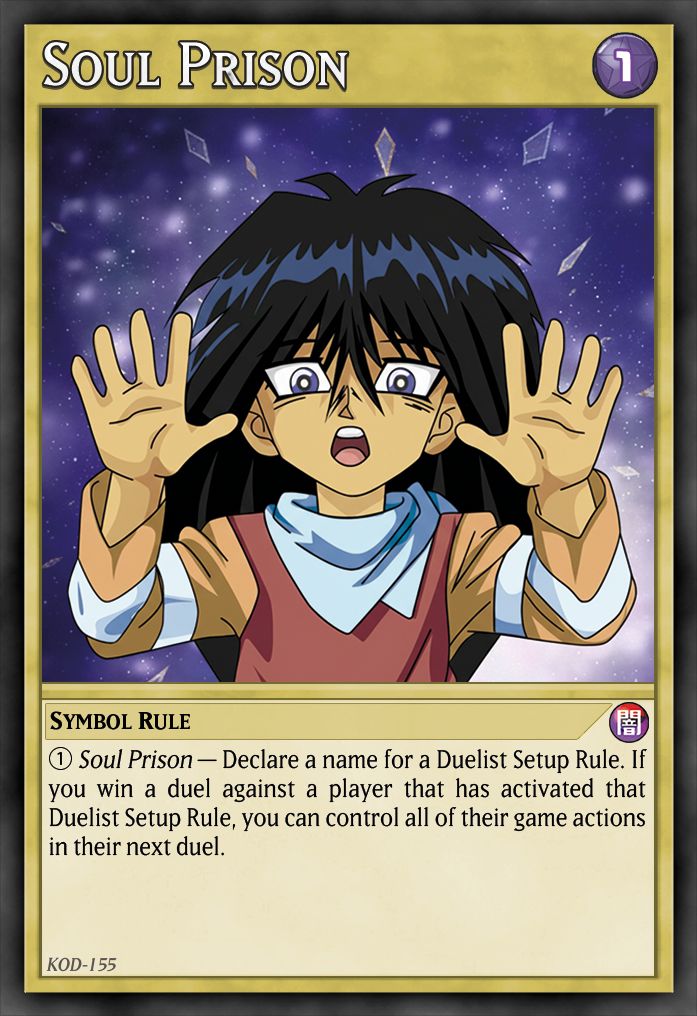 Soul Prison
1
Symbol Rule
闇
① Soul Prison — Declare a name for a Duelist Setup Rule. If
you win a duel against a player that has activated that
Duelist Setup Rule, you can control all of their game actions
in their next duel.
KOD-155